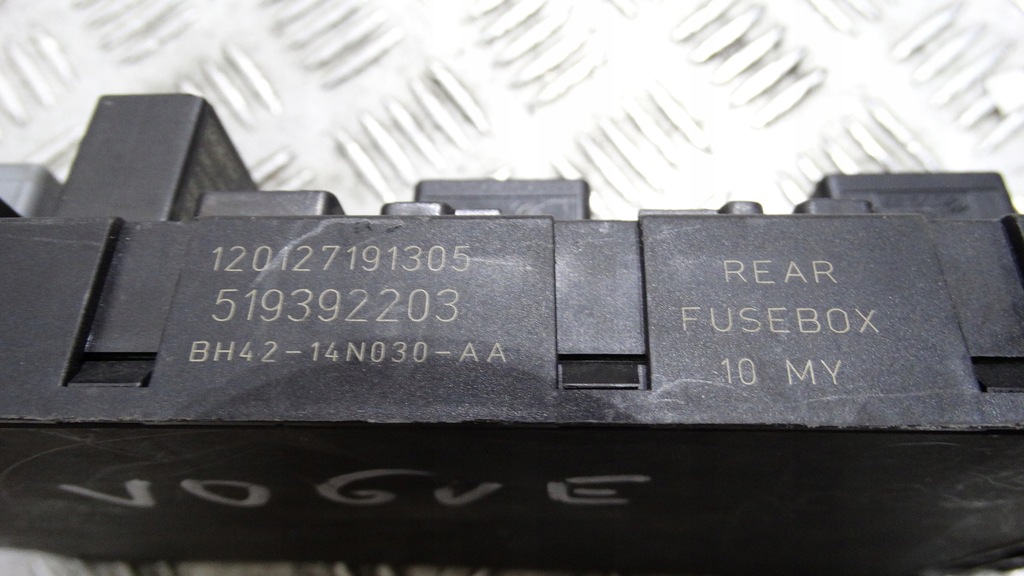 120127191305
519392203
BH42-14N030-AA
REAR
FUSEBOX
10 MY
VOGUE